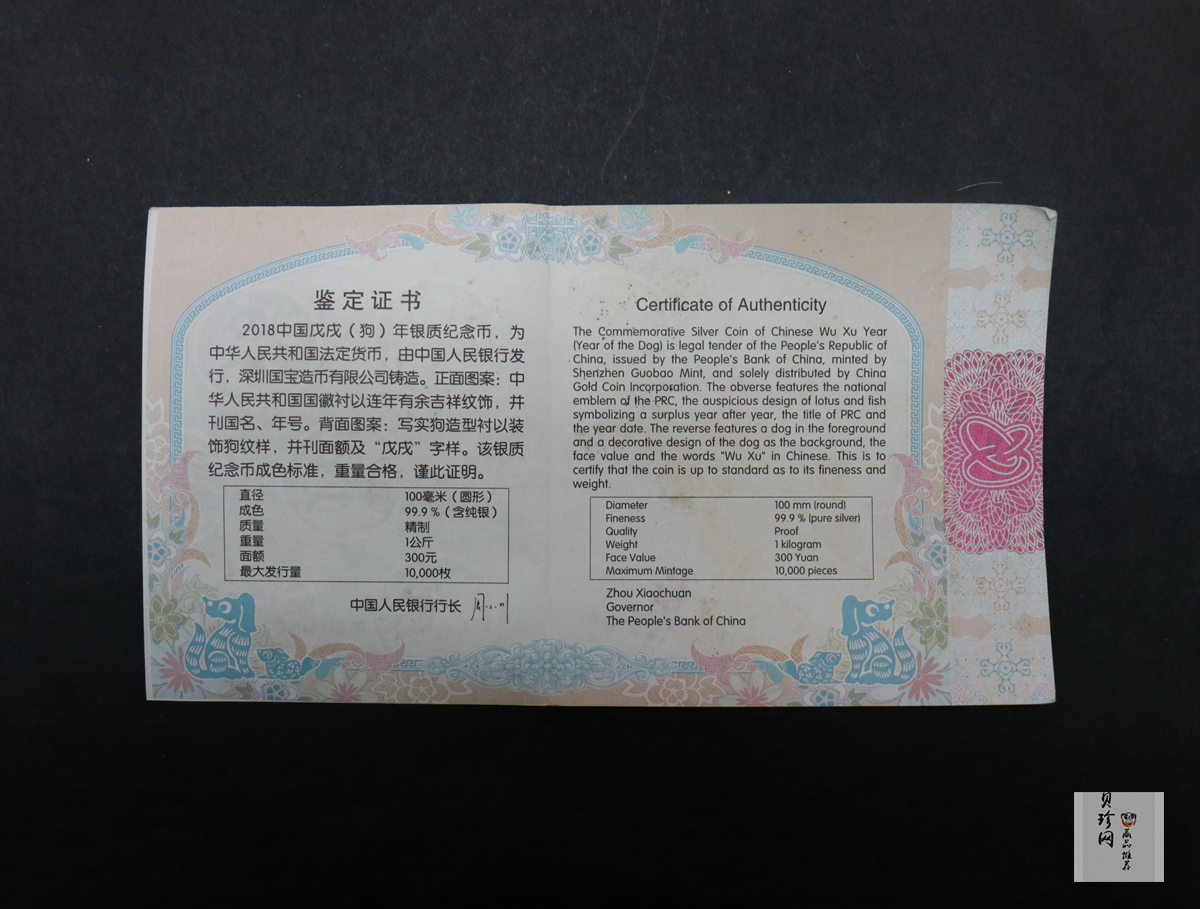 鉴定证书
2018中国戊戌（狗）年银质纪念币，为
中华人民共和国法定货币，由中国人民银行发
行，深圳国宝造币有限公司铸造。正面图案：中
华人民共和国国徽衬以连年有余吉祥纹饰，并
刊国名、年号。背面图案：写实狗造型衬以装
饰狗纹样，并刊面额及“戊戌”字样。该银质
纪念币成色标准，重量合格，谨此证明。
直径 100毫米（圆形）
成色 99.9 %（含纯银）
质量 精制
重量 1公斤
面额 300元
最大发行量 10,000枚
中国人民银行行长
Certificate of Authenticity
The Commemorative Silver Coin of Chinese Wu Xu Year
(Year of the Dog) is legal tender of the People's Republic of
China, issued by the People's Bank of China, minted by
Shenzhen Guobao Mint, and solely distributed by China
Gold Coin Incorporation. The obverse features the national
emblem of the PRC, the auspicious design of lotus and fish
symbolizing a surplus year after year, the title of PRC and
the year date. The reverse features a dog in the foreground
and a decorative design of the dog as the background, the
face value and the words “Wu Xu” in Chinese. This is to
certify that the coin is up to standard as to its fineness and
weight.
Diameter 100 mm (round)
Fineness 99.9 % (pure silver)
Quality Proof
Weight 1 kilogram
Face Value 300 Yuan
Maximum Mintage 10,000 pieces
Zhou Xiaochuan
Governor
The People's Bank of China
贝珍网
藏品推荐